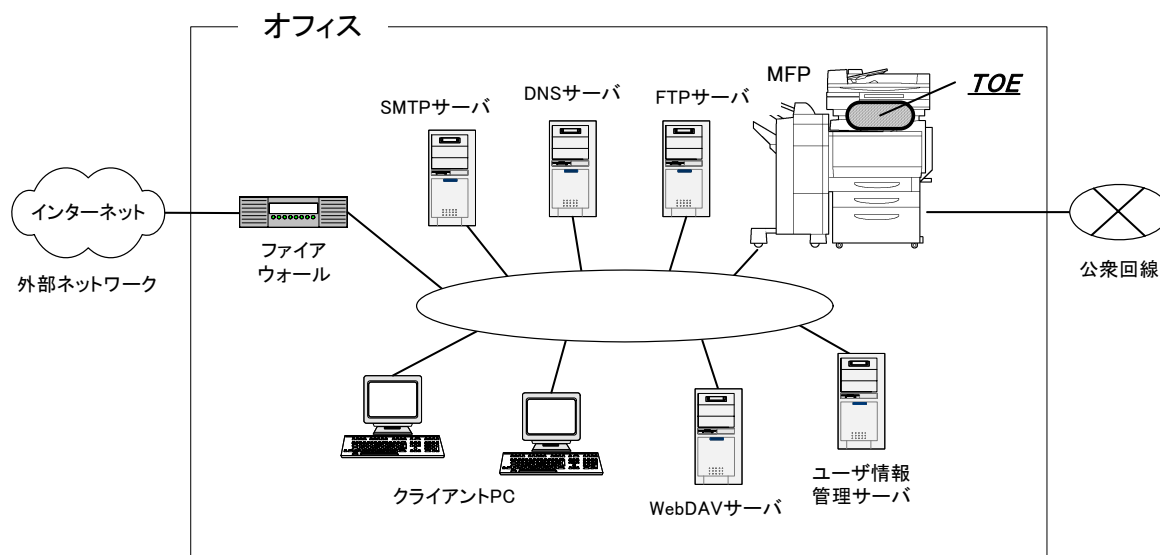 オフィス
MFP
TOE
SMTPサーバ
DNSサーバ
FTPサーバ
インターネット
外部ネットワーク
ファイア
ウォール
公衆回線
クライアントPC
WebDAVサーバ
ユーザ情報
管理サーバ